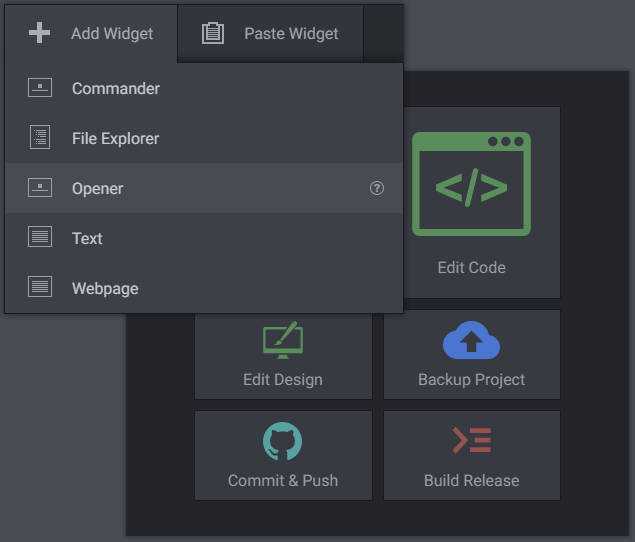 Add Widget
Paste Widget
Commander
File Explorer
Opener
?
Text
Webpage
</>
Edit Code
Edit Design
Backup Project
Commit & Push
Build Release